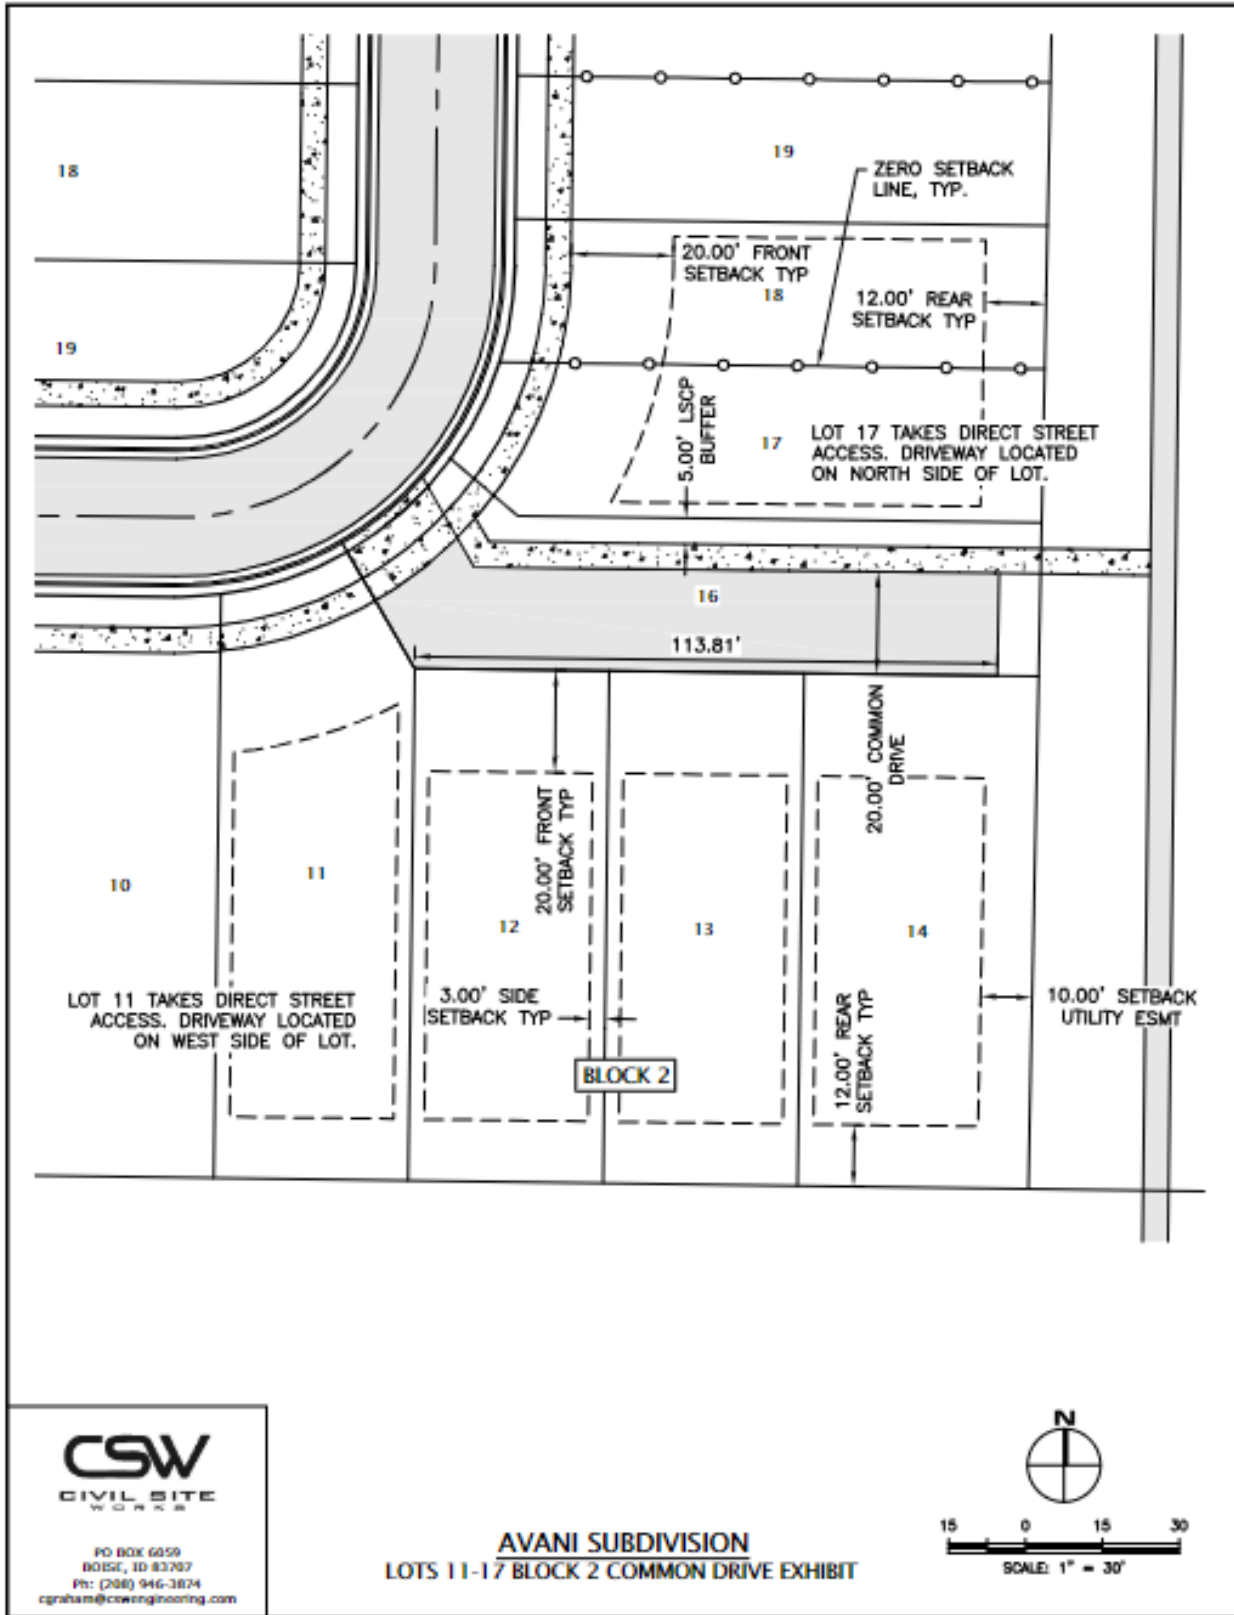 18
19
ZERO SETBACK
LINE, TYP.
20.00' FRONT
SETBACK TYP
18
12.00' REAR
SETBACK TYP
19
5.00' LSCP
BUFFER
17
LOT 17 TAKES DIRECT STREET
ACCESS. DRIVEWAY LOCATED
ON NORTH SIDE OF LOT.
16
113.81'
20.00' COMMON
DRIVE
20.00' FRONT
SETBACK TYP
10
11
12
13
14
LOT 11 TAKES DIRECT STREET
ACCESS. DRIVEWAY LOCATED
ON WEST SIDE OF LOT.
3.00' SIDE
SETBACK TYP
12.00' REAR
SETBACK TYP
10.00' SETBACK
UTILITY ESMT
BLOCK 2
CSW
CIVIL SITE
WORKS
PO BOX 6059
BOISE, ID 83707
Ph: (208) 946-3874
cgraham@cswengineering.com
AVANI SUBDIVISION
LOTS 11-17 BLOCK 2 COMMON DRIVE EXHIBIT
N
15 0 15 30
SCALE: 1" = 30'